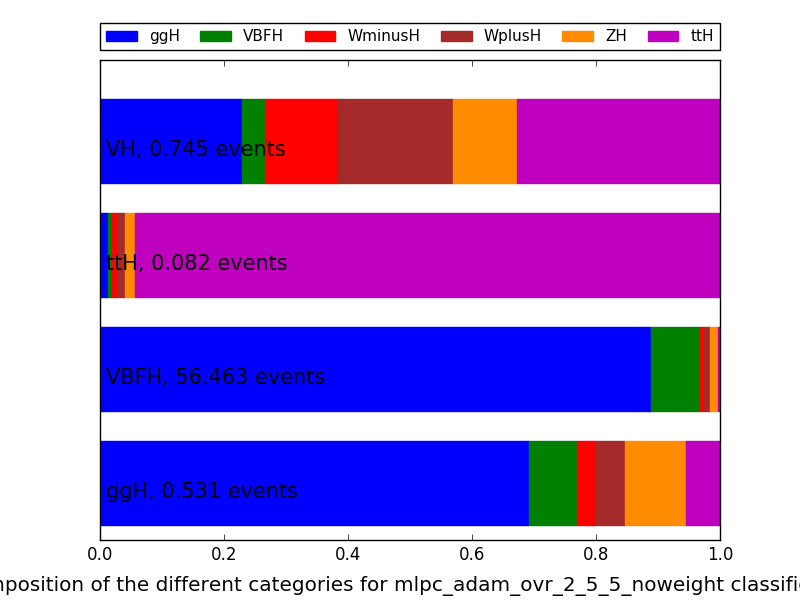 ggH VBFH WminusH WplusH ZH ttH
VH, 0.745 events
ttH, 0.082 events
VBFH, 56.463 events
ggH, 0.531 events
0.0 0.2 0.4 0.6 0.8 1.0
of the different categories for mlpc_adam_ovr_2_5_5_noweight